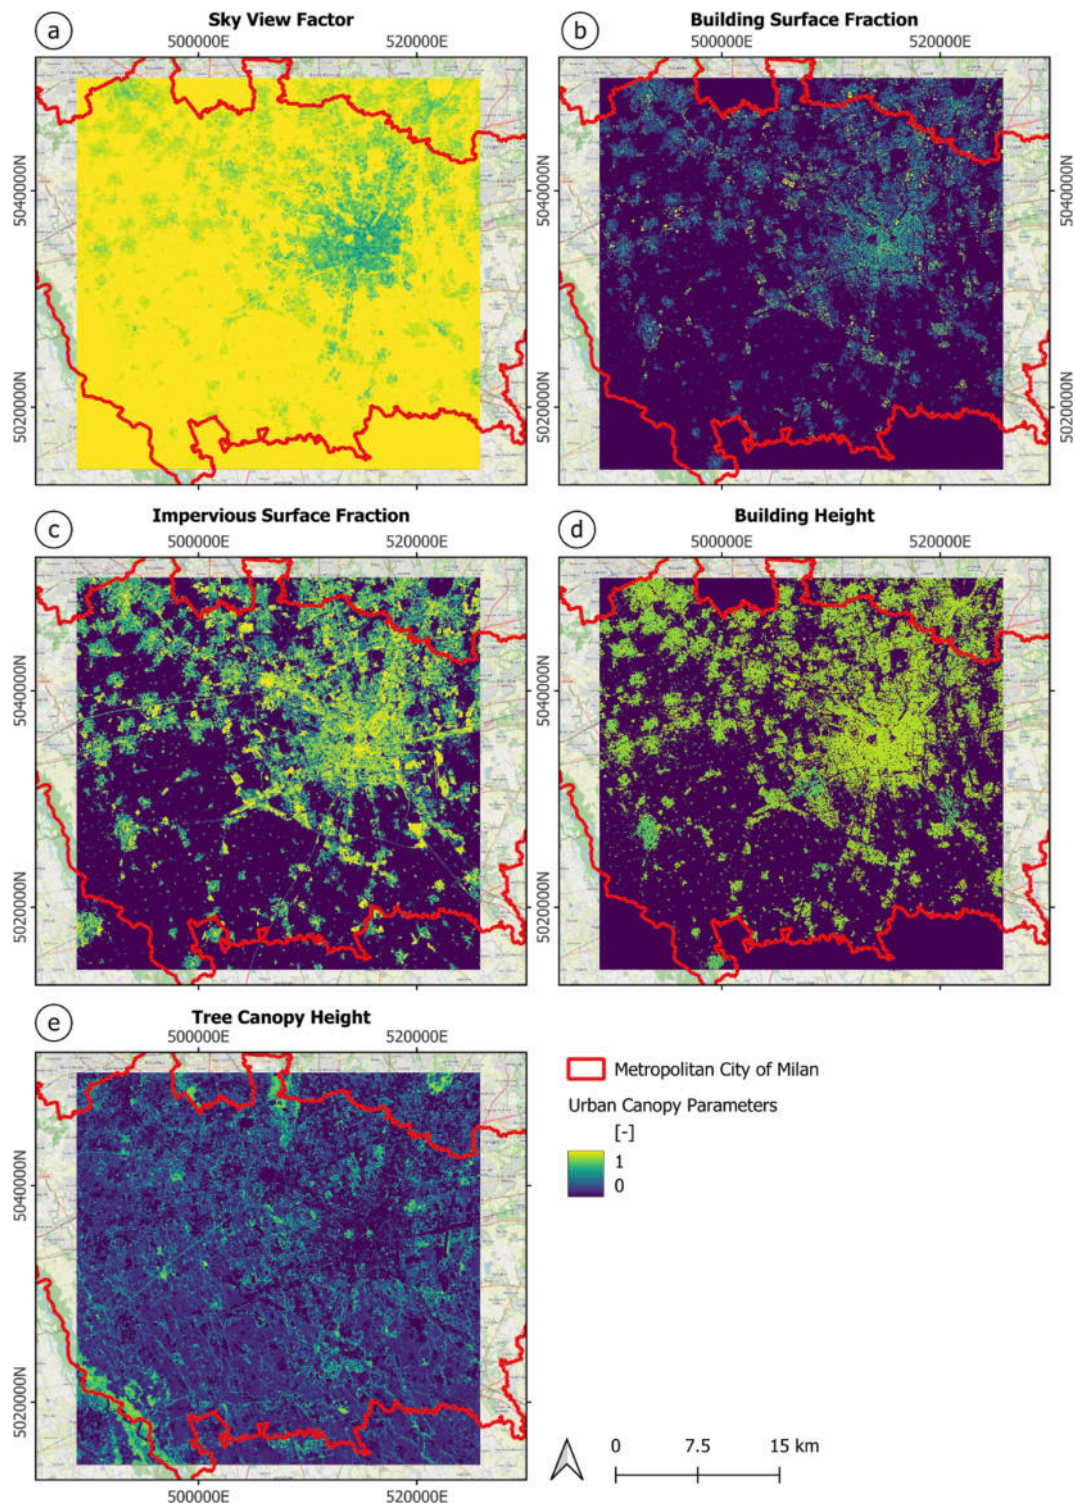 a
Sky View Factor
500000E
520000E
5040000N
5020000N
b
Building Surface Fraction
500000E
520000E
5040000N
5020000N
c
Impervious Surface Fraction
500000E
520000E
5040000N
5020000N
d
Building Height
500000E
520000E
5040000N
5020000N
e
Tree Canopy Height
500000E
520000E
5040000N
5020000N
500000E
520000E
Metropolitan City of Milan
Urban Canopy Parameters
[-]
1
0
0
7.5
15 km